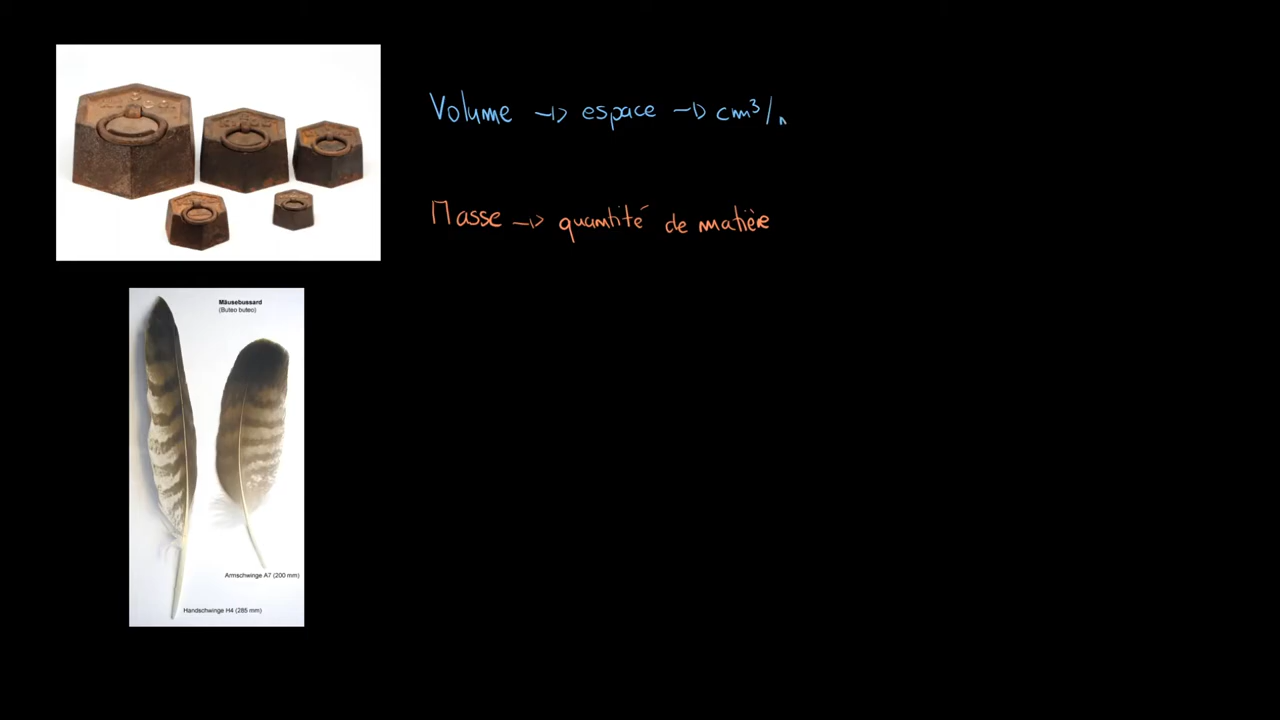 Volume → espace → cm³/
Masse → quantité de matière
Mäusebussard
(Buteo buteo)
Armschwinge A7 (200 mm)
Handschwinge H4 (285 mm)